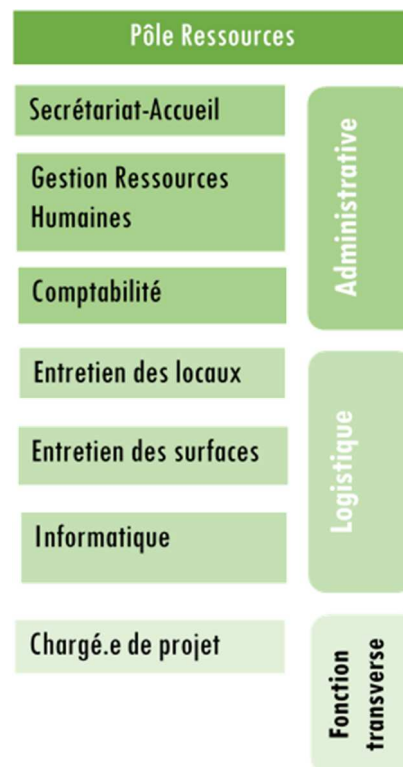 Pôle Ressources
Secrétariat-Accueil
Gestion Ressources
Humaines
Comptabilité
Administrative
Entretien des locaux
Entretien des surfaces
Informatique
Logistique
Chargé.e de projet
Fonction
transverse